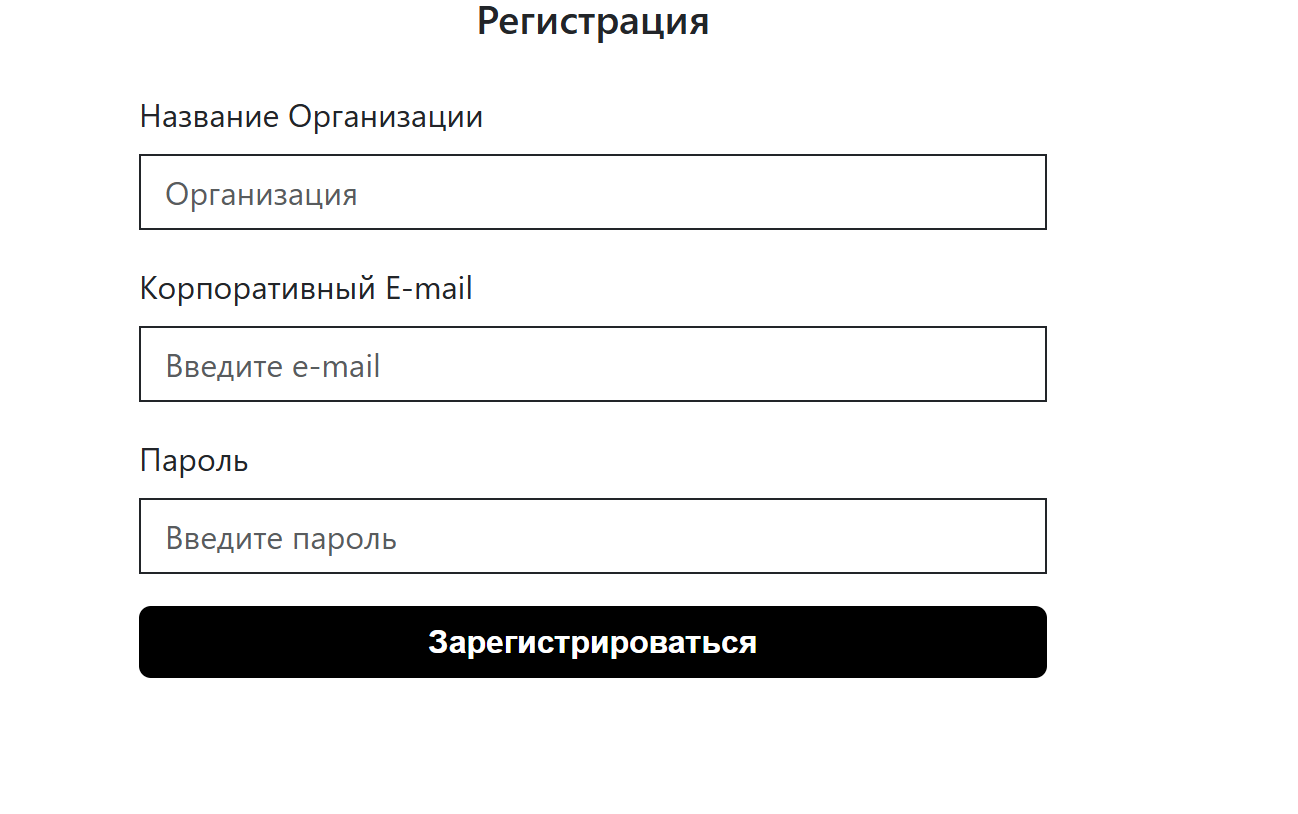 Регистрация
Название Организации
Организация
Корпоративный E-mail
Введите e-mail
Пароль
Введите пароль
Зарегистрироваться